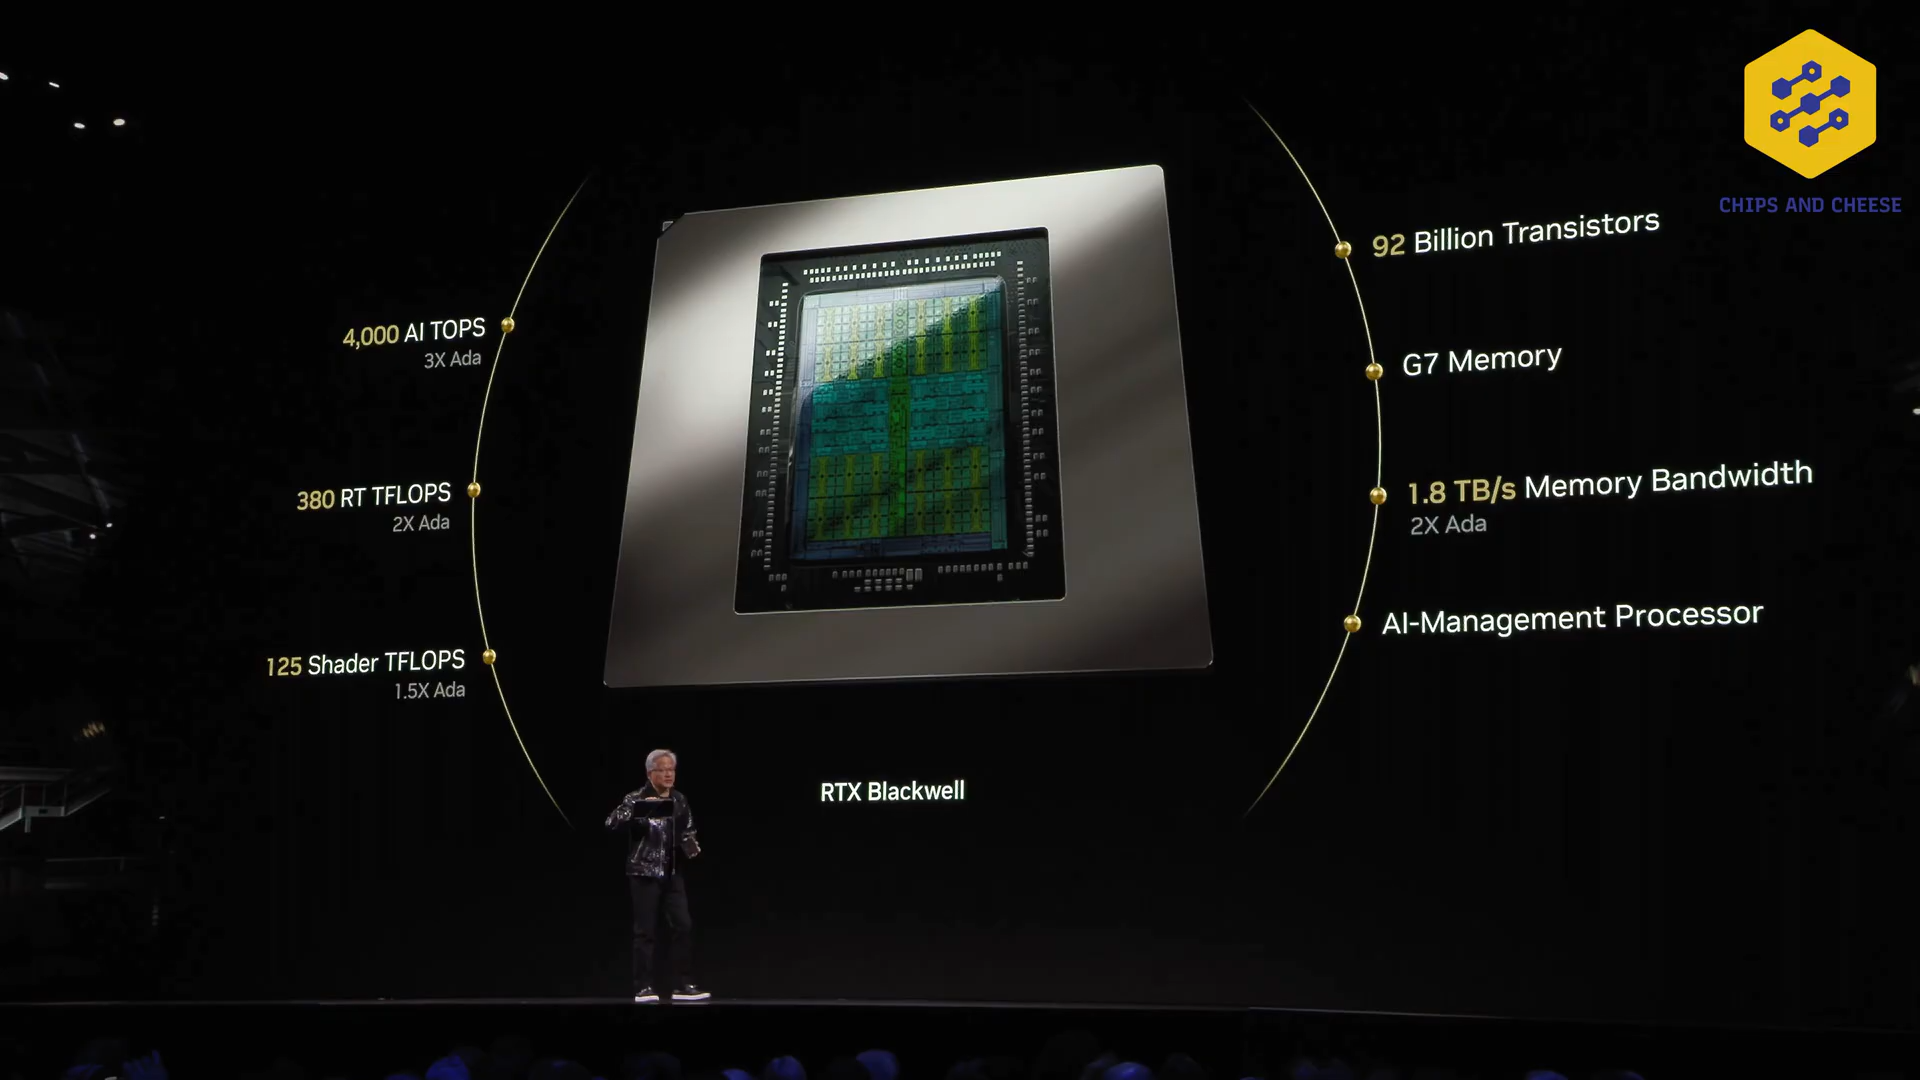 CHIPS AND CHEESE
4,000 AI TOPS
3X Ada
380 RT TFLOPS
2X Ada
125 Shader TFLOPS
1.5X Ada
92 Billion Transistors
G7 Memory
1.8 TB/s Memory Bandwidth
2X Ada
AI-Management Processor
RTX Blackwell